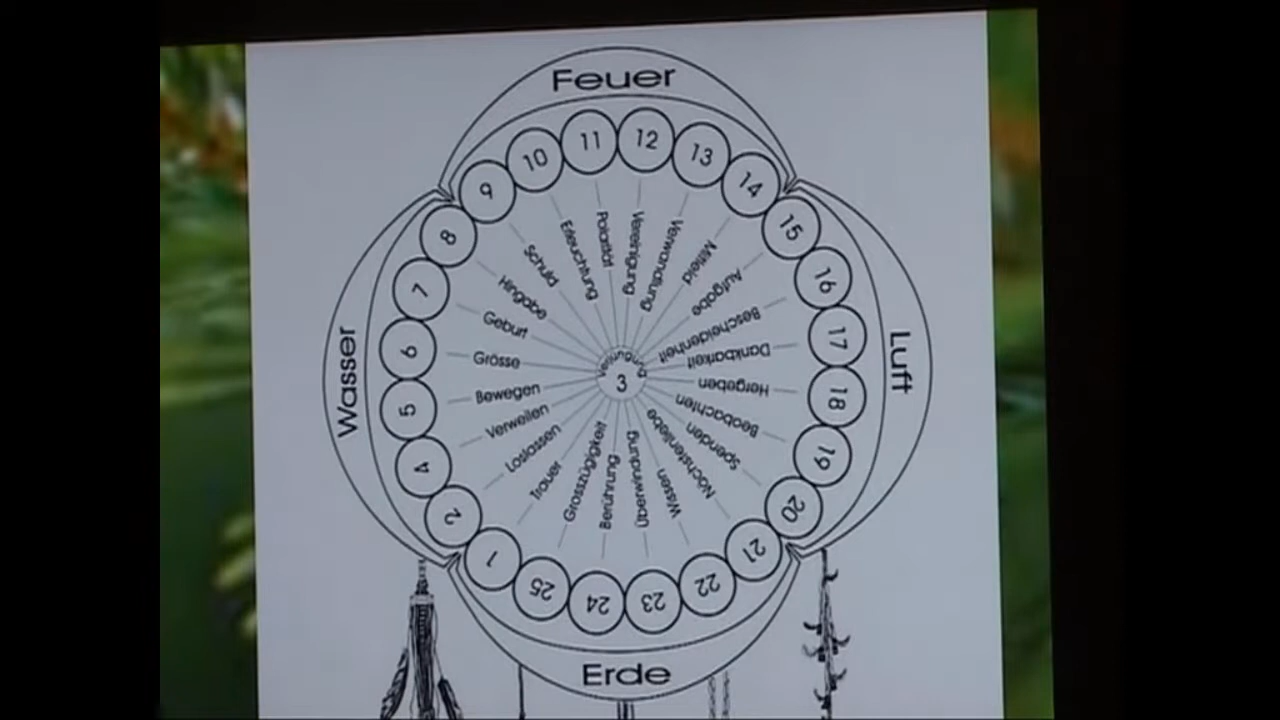 Feuer
Wasser
Luft
Erde
1
2
4
5
6
7
8
9
10
11
12
13
14
15
16
17
18
19
20
21
22
23
24
25
Trauer
Loslassen
Verweilen
Bewegen
Grösse
Geburt
Hingabe
Schuld
Erleuchtung
Polarität
Vereinigung
Verwandlung
Mitleid
Aufgabe
Bescheidenheit
Dankbarkeit
Hergeben
Beobachten
Spenden
Nächstenliebe
Wissen
Überwindung
Berührung
Grosszügigkeit
3